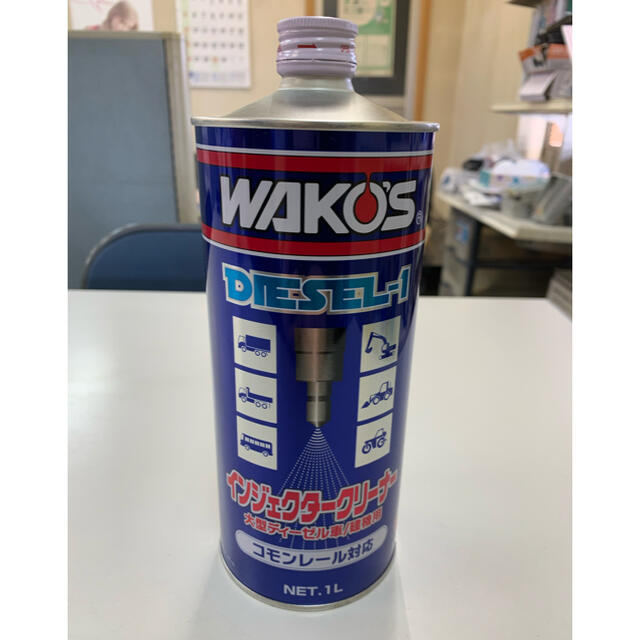 WAKO'S®
DIESEL-1
インジェクタークリーナー
大型ディーゼル車/建機用
コモンレール対応
NET.1L